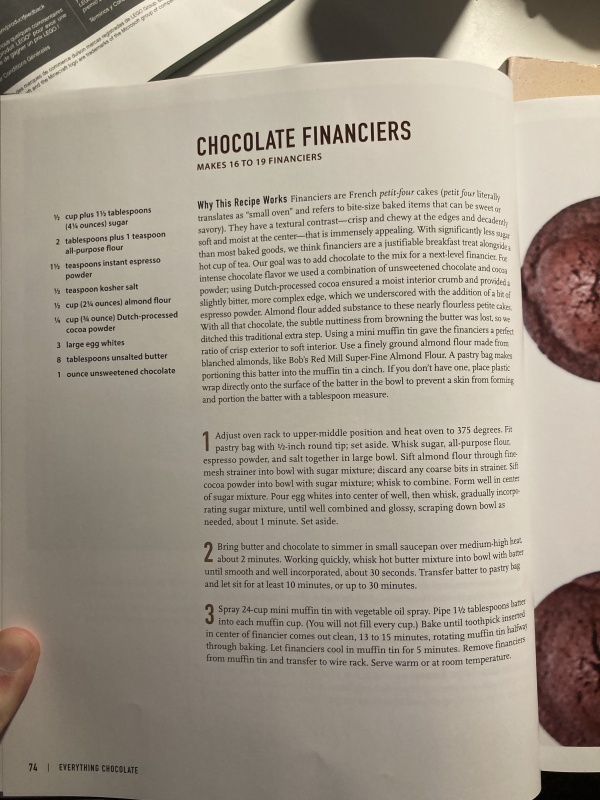 product/feedback
Terminos y Con
Conditions Générales
CHOCOLATE FINANCIERS
MAKES 16 TO 19 FINANCIERS
½ cup plus 1½ tablespoons
(4¼ ounces) sugar
2 tablespoons plus 1 teaspoon
all-purpose flour
1½ teaspoons instant espresso
powder
½ teaspoon kosher salt
½ cup (2¼ ounces) almond flour
¼ cup (¾ ounce) Dutch-processed
cocoa powder
3 large egg whites
8 tablespoons unsalted butter
1 ounce unsweetened chocolate
Why This Recipe Works Financiers are French petit-four cakes (petit four literally
translates as “small oven” and refers to bite-size baked items that can be sweet or
savory). They have a textural contrast—crisp and chewy at the edges and decadently
soft and moist at the center—that is immensely appealing. With significantly less sugar
than most baked goods, we think financiers are a justifiable breakfast treat alongside a
hot cup of tea. Our goal was to add chocolate to the mix for a next-level financier. For
intense chocolate flavor we used a combination of unsweetened chocolate and cocoa
powder; using Dutch-processed cocoa ensured a moister interior crumb and provided a
slightly bitter, more complex edge, which we underscored with the addition of a bit of
espresso powder. Almond flour added substance to these nearly flourless petite cakes.
With all that chocolate, the subtle nuttiness from browning the butter was lost, so we
ditched this traditional extra step. Using a mini muffin tin gave the financiers a perfect
ratio of crisp exterior to soft interior. Use a finely ground almond flour made from
blanched almonds, like Bob's Red Mill Super-Fine Almond Flour. A pastry bag makes
portioning this batter into the muffin tin a cinch. If you don't have one, place plastic
wrap directly onto the surface of the batter in the bowl to prevent a skin from forming
and portion the batter with a tablespoon measure.
1 Adjust oven rack to upper-middle position and heat oven to 375 degrees. Fit
pastry bag with ½-inch round tip; set aside. Whisk sugar, all-purpose flour,
espresso powder, and salt together in large bowl. Sift almond flour through fine-
mesh strainer into bowl with sugar mixture; discard any coarse bits in strainer. Sift
cocoa powder into bowl with sugar mixture; whisk to combine. Form well in center
of sugar mixture. Pour egg whites into center of well, then whisk, gradually incorpo-
rating sugar mixture, until well combined and glossy, scraping down bowl as
needed, about 1 minute. Set aside.
2 Bring butter and chocolate to simmer in small saucepan over medium-high heat,
about 2 minutes. Working quickly, whisk hot butter mixture into bowl with batter
until smooth and well incorporated, about 30 seconds. Transfer batter to pastry bag
and let sit for at least 10 minutes, or up to 30 minutes.
3 Spray 24-cup mini muffin tin with vegetable oil spray. Pipe 1½ tablespoons batter
into each muffin cup. (You will not fill every cup.) Bake until toothpick inserted
in center of financier comes out clean, 13 to 15 minutes, rotating muffin tin halfway
through baking. Let financiers cool in muffin tin for 5 minutes. Remove financiers
from muffin tin and transfer to wire rack. Serve warm or at room temperature.
74 | EVERYTHING CHOCOLATE